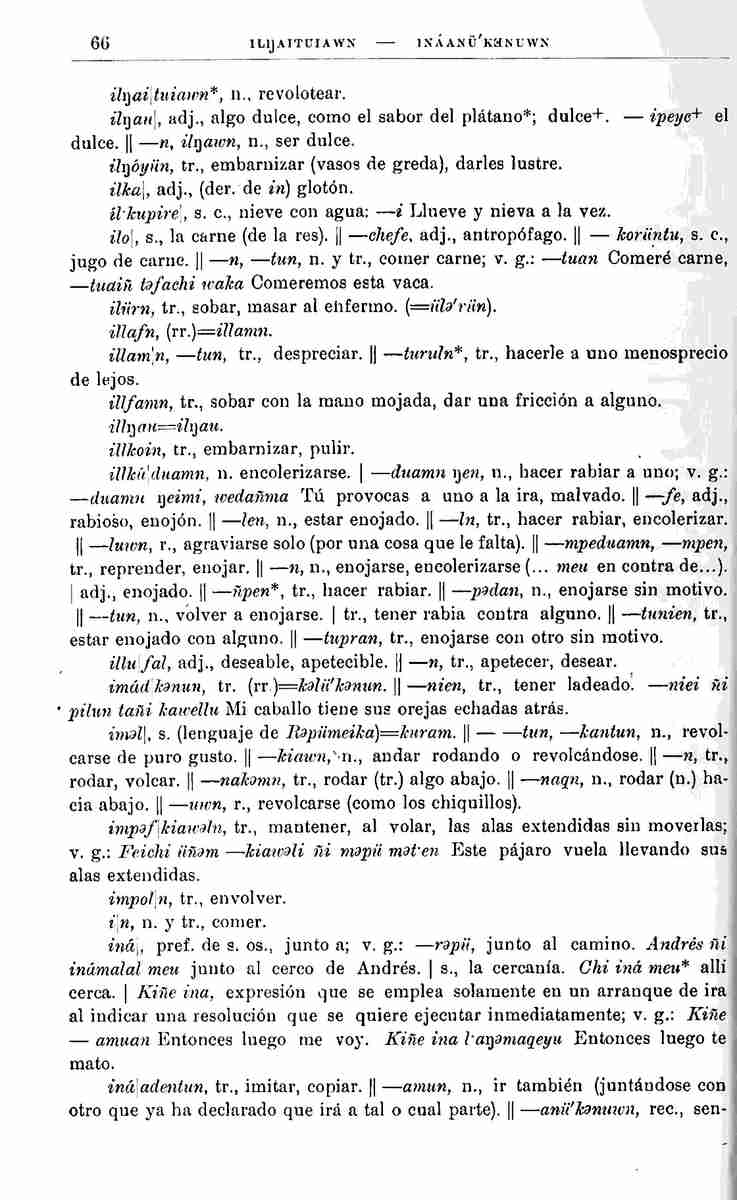 66 ILIŊAITUIAWN — INÁANÜ'KƏNUWN
ilŋai|tuiawn*, n., revolotear.
ilŋau|, adj., algo dulce, como el sabor del plátano*; dulce+. — ipeye+ el
dulce. || —n, ilŋawn, n., ser dulce.
ilŋóyün, tr., embarnizar (vasos de greda), darles lustre.
ilka|, adj., (der. de in) glotón.
il·kupire|, s. c., nieve con agua: —i Llueve y nieva a la vez.
ilo|, s., la carne (de la res). || —chefe, adj., antropófago. || — korüntu, s. c.,
jugo de carne. || —n, —tun, n. y tr., comer carne; v. g.: —tuan Comeré carne,
—tuaiñ təfachi waka Comeremos esta vaca.
ilürn, tr., sobar, masar al enfermo. (=ülə'rün).
illafn, (rr.)=illamn.
illam|n, —tun, tr., despreciar. || —turuln*, tr., hacerle a uno menosprecio
de lejos.
illfamn, tr., sobar con la mano mojada, dar una fricción a alguno.
illŋau=ilŋau.
illkoin, tr., embarnizar, pulir.
illkú|duamn, n. encolerizarse. | —duamn ŋen, n., hacer rabiar a uno; v. g.:
—duamn ŋeimi, wedañma Tú provocas a uno a la ira, malvado. || —fe, adj.,
rabioso, enojón. || —len, n., estar enojado. || —ln, tr., hacer rabiar, encolerizar.
|| —luwn, r., agraviarse solo (por una cosa que le falta). || —mpeduamn, —mpen,
tr., reprender, enojar. || —n, n., enojarse, encolerizarse (... meu en contra de...).
| adj., enojado. || —ñpen*, tr., hacer rabiar. || —pədan, n., enojarse sin motivo.
|| —tun, n., volver a enojarse. | tr., tener rabia contra alguno. || —tunien, tr.,
estar enojado con alguno. || —tupran, tr., enojarse con otro sin motivo.
illu|fal, adj., deseable, apetecible. || —n, tr., apetecer, desear.
imád|kənun, tr. (rr.)=kəlü'kənun. || —nien, tr., tener ladeado: —niei ñi
pilun tañi kawellu Mi caballo tiene sus orejas echadas atrás.
iməl|, s. (lenguaje de Rəpümeika)=kuram. || — —tun, —kantun, n., revol-
carse de puro gusto. || —kiawn, n., andar rodando o revolcándose. || —n, tr.,
rodar, volcar. || —nakəmn, tr., rodar (tr.) algo abajo. || —naqn, n., rodar (n.) ha-
cia abajo. || —uwn, r., revolcarse (como los chiquillos).
impəf|kiawəln, tr., mantener, al volar, las alas extendidas sin moverlas;
v. g.: Feichi üñəm —kiawəli ñi məpü mət·en Este pájaro vuela llevando sus
alas extendidas.
impol|n, tr., envolver.
i|n, n. y tr., comer.
iná|, pref. de s. os., junto a; v. g.: —rəpü, junto al camino. Andrés ñi
inámalal meu junto al cerco de Andrés. | s., la cercanía. Chi iná meu* allí
cerca. | Kiñe ina, expresión que se emplea solamente en un arranque de ira
al indicar una resolución que se quiere ejecutar inmediatamente; v. g.: Kiñe
— amuan Entonces luego me voy. Kiñe ina l·aŋəmaqeyu Entonces luego te
mato.
iná|adentun, tr., imitar, copiar. || —amun, n., ir también (juntándose con
otro que ya ha declarado que irá a tal o cual parte). || —anü'kənuwn, rec., sen-